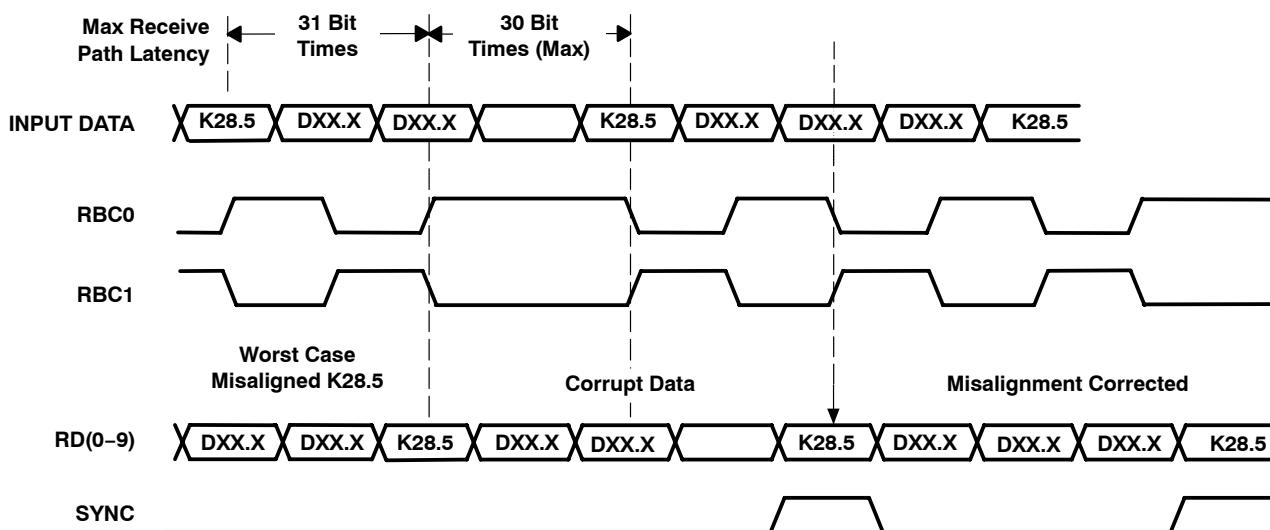 Max Receive
Path Latency
31 Bit
Times
30 Bit
Times (Max)
INPUT DATA
K28.5 DXX.X DXX.X K28.5 DXX.X DXX.X DXX.X K28.5
RBC0
RBC1
Worst Case
Misaligned K28.5
Corrupt Data
Misalignment Corrected
RD(0−9)
DXX.X DXX.X K28.5 DXX.X DXX.X K28.5 DXX.X DXX.X DXX.X K28.5
SYNC